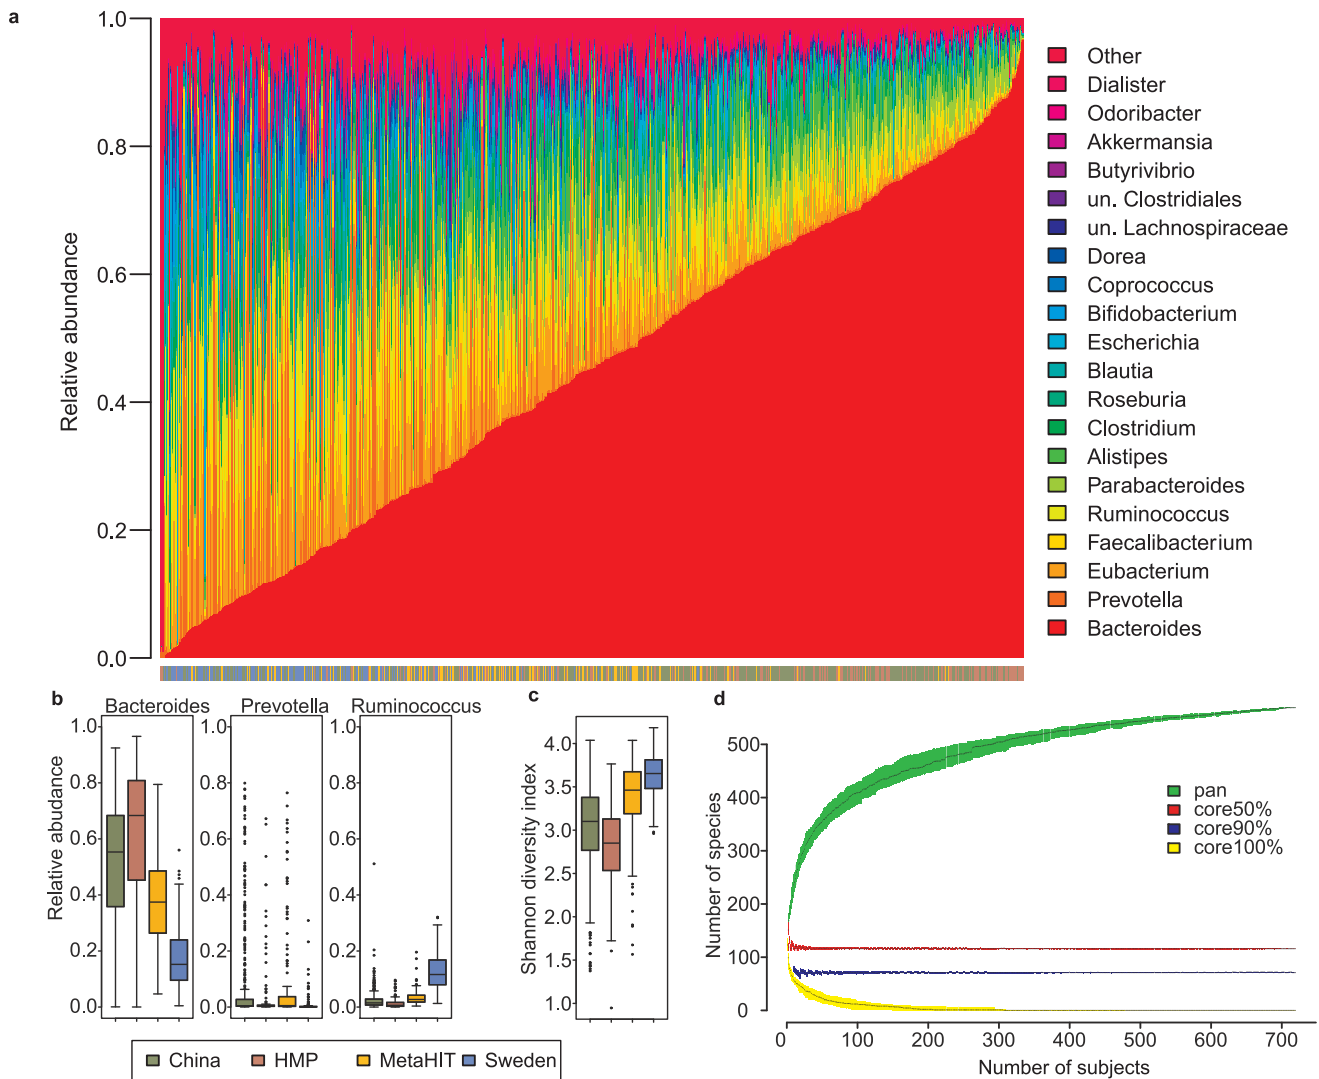 a
1.0
0.8
0.6
0.4
0.2
0.0
Relative abundance
Other
Dialister
Odoribacter
Akkermansia
Butyrivibrio
un. Clostridiales
un. Lachnospiraceae
Dorea
Coprococcus
Bifidobacterium
Escherichia
Blautia
Roseburia
Clostridium
Alistipes
Parabacteroides
Ruminococcus
Faecalibacterium
Eubacterium
Prevotella
Bacteroides
b
Bacteroides
Prevotella
Ruminococcus
1.0
0.8
0.6
0.4
0.2
0.0
Relative abudance
1.0
0.8
0.6
0.4
0.2
0.0
1.0
0.8
0.6
0.4
0.2
0.0
China
HMP
MetaHIT
Sweden
c
4.0
3.5
3.0
2.5
2.0
1.5
1.0
Shannon diversity index
d
500
400
300
200
100
0
Number of species
pan
core50%
core90%
core100%
0
100
200
300
400
500
600
700
Number of subjects